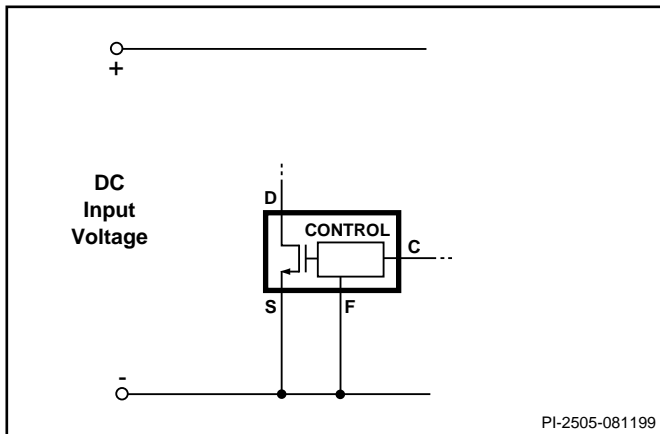 +
DC
Input
Voltage
D
CONTROL
C
S
F
-
PI-2505-081199